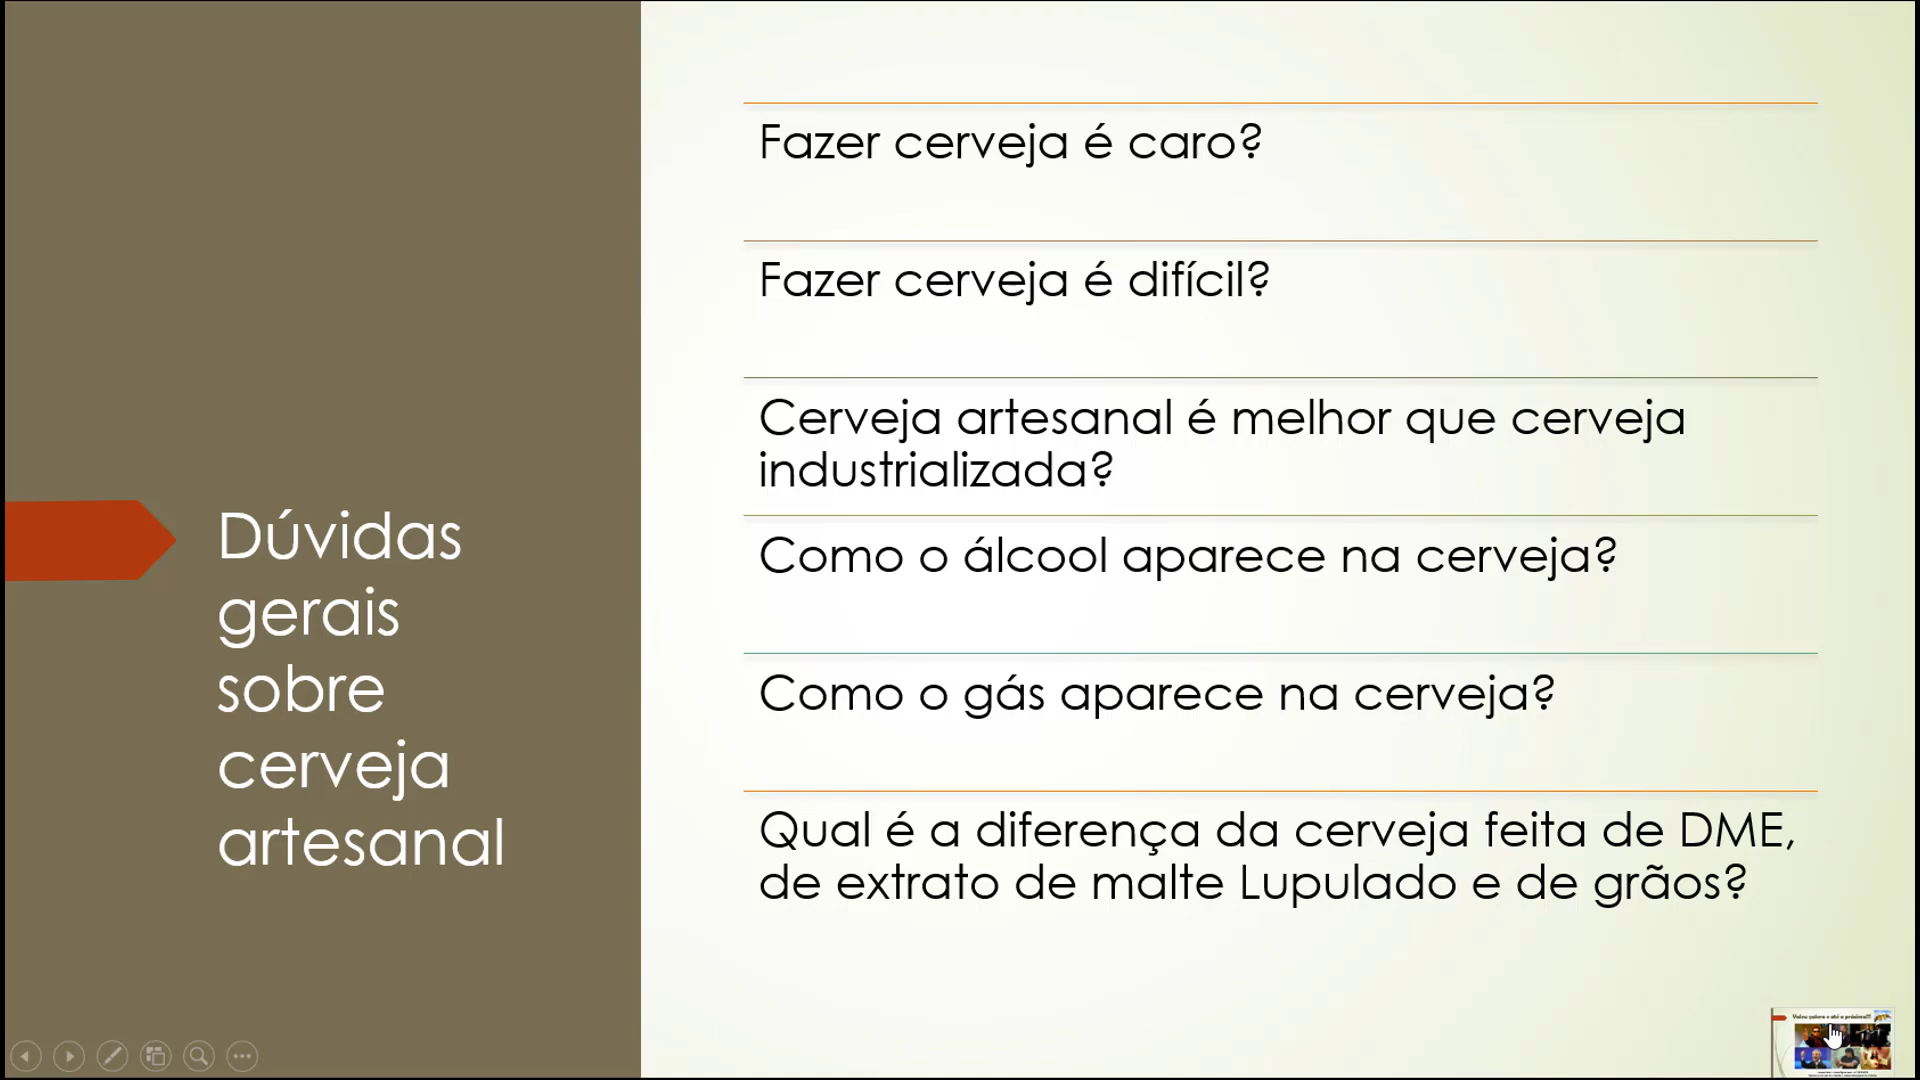 Dúvidas
gerais
sobre
cerveja
artesanal
Fazer cerveja é caro?
Fazer cerveja é difícil?
Cerveja artesanal é melhor que cerveja
industrializada?
Como o álcool aparece na cerveja?
Como o gás aparece na cerveja?
Qual é a diferença da cerveja feita de DME,
de extrato de malte Lupulado e de grãos?